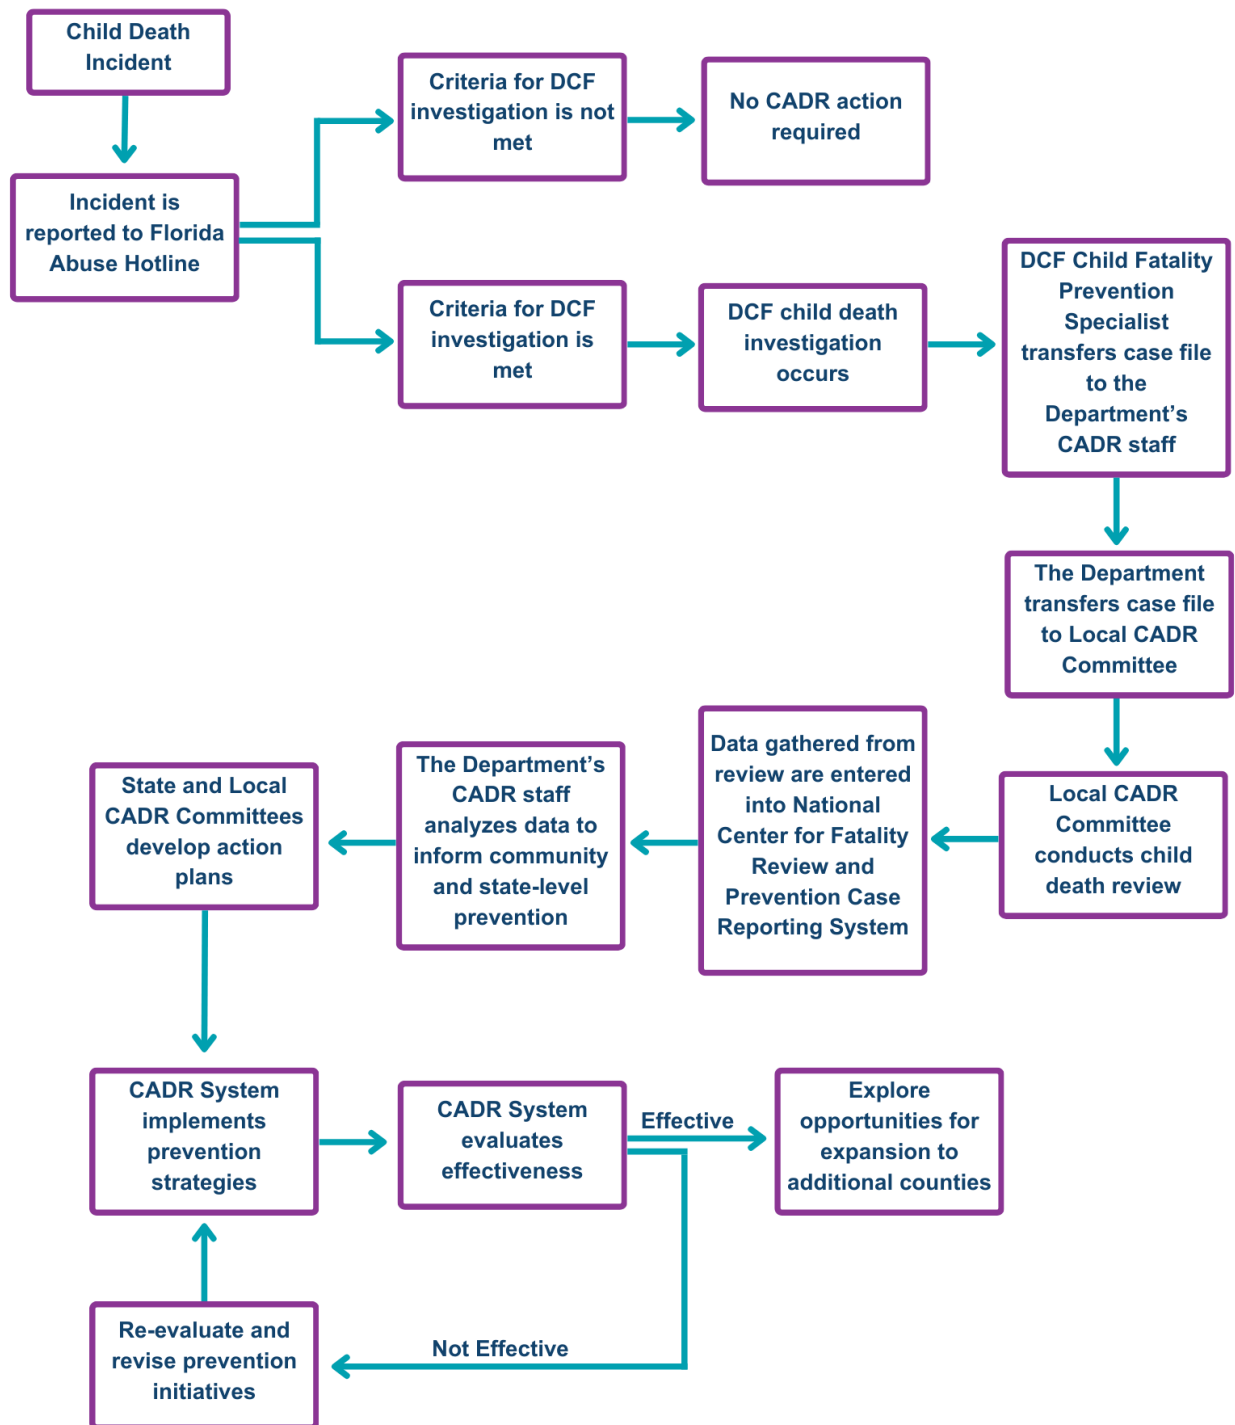 Child Death
Incident
Incident is
reported to Florida
Abuse Hotline
Criteria for DCF
investigation is not
met
No CADR action
required
Criteria for DCF
investigation is
met
DCF child death
investigation
occurs
DCF Child Fatality
Prevention
Specialist
transfers case file
to the
Department’s
CADR staff
The Department
transfers case file
to Local CADR
Committee
Local CADR
Committee
conducts child
death review
Data gathered from
review are entered
into National
Center for Fatality
Review and
Prevention Case
Reporting System
The Department’s
CADR staff
analyzes data to
inform community
and state-level
prevention
State and Local
CADR Committees
develop action
plans
CADR System
implements
prevention
strategies
CADR System
evaluates
effectiveness
Effective
Explore
opportunities for
expansion to
additional counties
Not Effective
Re-evaluate and
revise prevention
initiatives